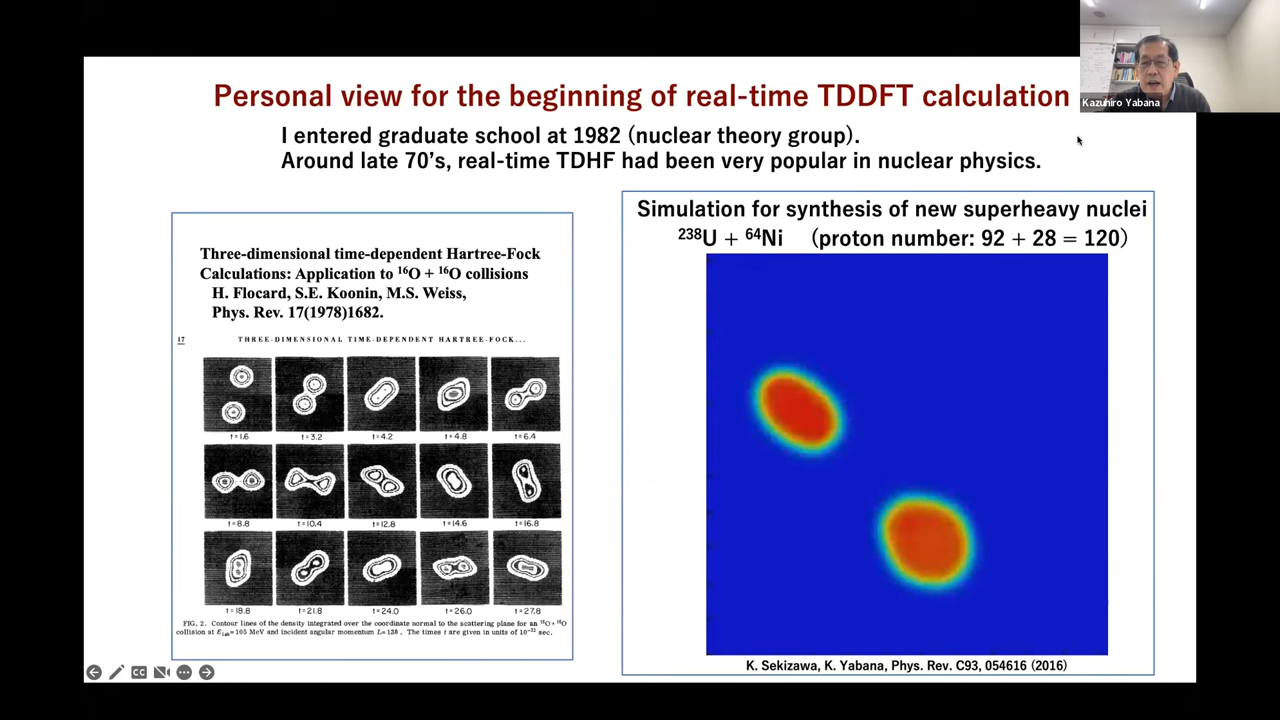 Personal view for the beginning of real-time TDDFT calculation
Kazuhiro Yabana
I entered graduate school at 1982 (nuclear theory group).
Around late 70's, real-time TDHF had been very popular in nuclear physics.
Three-dimensional time-dependent Hartree-Fock
Calculations: Application to ¹⁶O + ¹⁶O collisions
H. Flocard, S.E. Koonin, M.S. Weiss,
Phys. Rev. 17(1978)1682.
17 THREE-DIMENSIONAL TIME-DEPENDENT HARTREE-FOCK...
t=1.6 t=3.2 t=4.2 t=4.8 t=6.4
t=8.8 t=10.4 t=12.8 t=14.6 t=16.8
t=18.8 t=21.8 t=24.0 t=26.0 t=27.8
FIG. 2. Contour lines of the density integrated over the coordinate normal to the scattering plane for an ¹⁶O+¹⁶O
collision at E_lab=105 MeV and incident angular momentum L=13ℏ. The times t are given in units of 10⁻²² sec.
Simulation for synthesis of new superheavy nuclei
²³⁸U + ⁶⁴Ni (proton number: 92 + 28 = 120)
K. Sekizawa, K. Yabana, Phys. Rev. C93, 054616 (2016)
CC